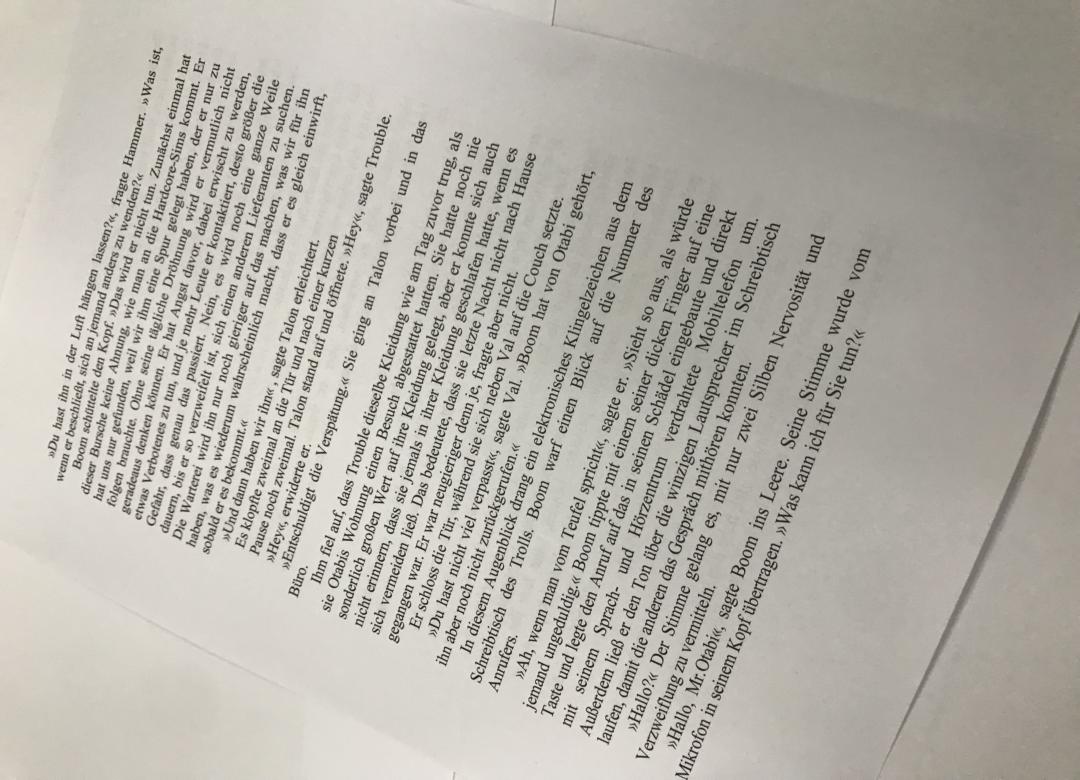 »Du hast ihn in der Luft hängen lassen?«, fragte Hammer. »Was ist,
wenn er beschließt, sich an jemand anders zu wenden?«
Boom schüttelte den Kopf. »Das wird er nicht tun. Zunächst einmal hat
dieser Bursche keine Ahnung, wie man an die Hardcore-Sims kommt. Er
hat uns nur gefunden, weil wir ihm eine Spur gelegt haben, der er nur zu
folgen brauchte. Ohne seine tägliche Dröhnung wird er vermutlich nicht
geradeaus denken können. Er hat Angst davor, dabei erwischt zu werden,
etwas Verbotenes zu tun, und je mehr Leute er kontaktiert, desto größer die
Gefahr, dass genau das passiert. Nein, es wird noch eine ganze Weile
dauern, bis er so verzweifelt ist, sich einen anderen Lieferanten zu suchen.
Die Warterei wird ihn nur noch gieriger auf das machen, was wir für ihn
haben, was es wiederum wahrscheinlich macht, dass er es gleich einwirft,
sobald er es bekommt.«
»Und dann haben wir ihn«, sagte Talon erleichtert.
Es klopfte zweimal an die Tür und nach einer kurzen
Pause noch zweimal. Talon stand auf und öffnete. »Hey«, sagte Trouble.
»Hey«, erwiderte er.
»Entschuldigt die Verspätung.« Sie ging an Talon vorbei und in das
Büro.
Ihm fiel auf, dass Trouble dieselbe Kleidung wie am Tag zuvor trug, als
sie Otabis Wohnung einen Besuch abgestattet hatten. Sie hatte noch nie
sonderlich großen Wert auf ihre Kleidung gelegt, aber er konnte sich auch
nicht erinnern, dass sie jemals in ihrer Kleidung geschlafen hatte, wenn es
sich vermeiden ließ. Das bedeutete, dass sie letzte Nacht nicht nach Hause
gegangen war. Er war neugieriger denn je, fragte aber nicht.
Er schloss die Tür, während sie sich neben Val auf die Couch setzte.
»Du hast nicht viel verpasst«, sagte Val. »Boom hat von Otabi gehört,
ihn aber noch nicht zurückgerufen.«
In diesem Augenblick drang ein elektronisches Klingelzeichen aus dem
Schreibtisch des Trolls. Boom warf einen Blick auf die Nummer des
Anrufers.
»Ah, wenn man vom Teufel spricht«, sagte er. »Sieht so aus, als würde
jemand ungeduldig.« Boom tippte mit einem seiner dicken Finger auf eine
Taste und legte den Anruf auf das in seinen Schädel eingebaute und direkt
mit seinem Sprach- und Hörzentrum verdrahtete Mobiltelefon um.
Außerdem ließ er den Ton über die winzigen Lautsprecher im Schreibtisch
laufen, damit die anderen das Gespräch mithören konnten.
»Hallo?« Der Stimme gelang es, mit nur zwei Silben Nervosität und
Verzweiflung zu vermitteln.
»Hallo, Mr.Otabi«, sagte Boom ins Leere. Seine Stimme wurde vom
Mikrofon in seinem Kopf übertragen. »Was kann ich für Sie tun?«